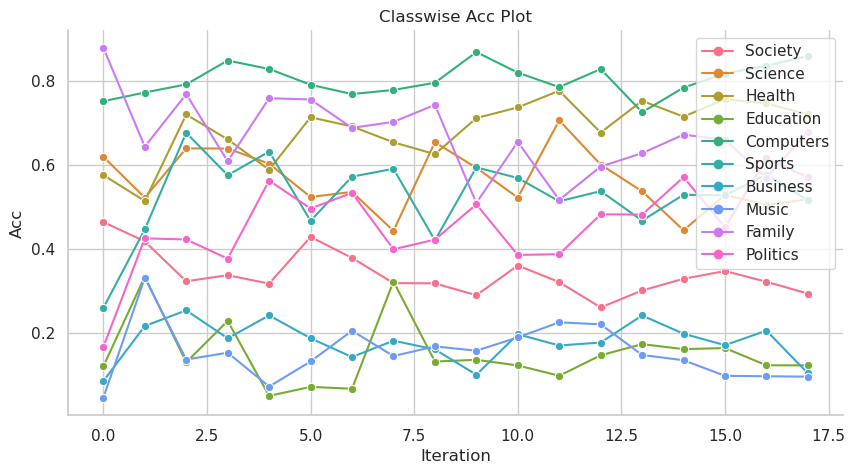 Classwise Acc Plot
Acc
0.8
0.6
0.4
0.2
0.0
2.5
5.0
7.5
10.0
12.5
15.0
17.5
Iteration
Society
Science
Health
Education
Computers
Sports
Business
Music
Family
Politics